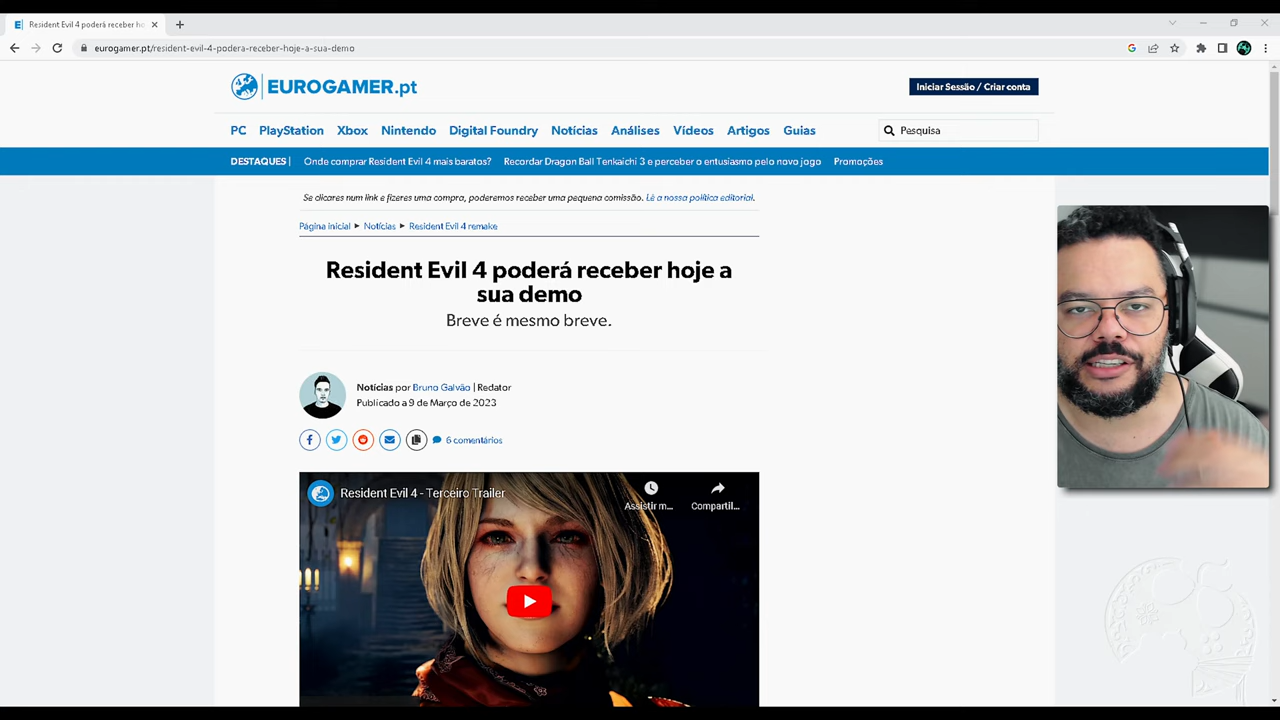 Resident Evil 4 poderá receber ho
eurogamer.pt/resident-evil-4-podera-receber-hoje-a-sua-demo
EUROGAMER.pt
Iniciar Sessão / Criar conta
PC PlayStation Xbox Nintendo Digital Foundry Notícias Análises Vídeos Artigos Guias
Pesquisa
DESTAQUES | Onde comprar Resident Evil 4 mais baratos? Recordar Dragon Ball Tenkaichi 3 e perceber o entusiasmo pelo novo jogo Promoções
Se clicares num link e fizeres uma compra, poderemos receber uma pequena comissão. Lê a nossa política editorial.
Página inicial ▸ Notícias ▸ Resident Evil 4 remake
Resident Evil 4 poderá receber hoje a
sua demo
Breve é mesmo breve.
Notícias por Bruno Galvão | Redator
Publicado a 9 de Março de 2023
6 comentários
Resident Evil 4 - Terceiro Trailer
Assistir m... Compartil...